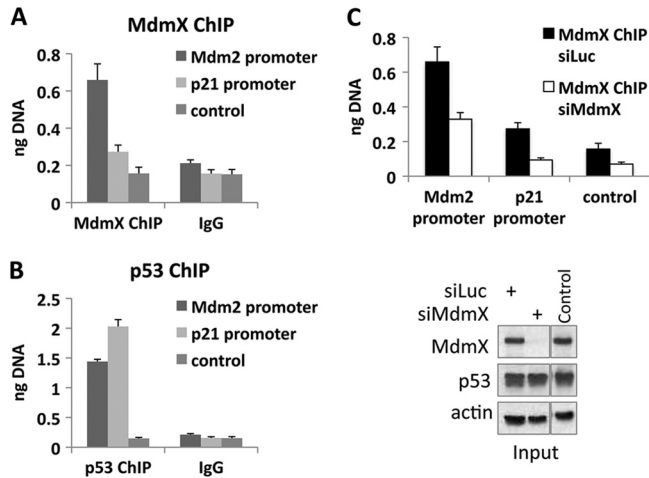 A
MdmX ChIP
Mdm2 promoter
p21 promoter
control
ng DNA
0.8
0.6
0.4
0.2
0
MdmX ChIP
IgG
B
p53 ChIP
Mdm2 promoter
p21 promoter
control
ng DNA
2.5
2
1.5
1
0.5
0
p53 ChIP
IgG
C
MdmX ChIP
siLuc
MdmX ChIP
siMdmX
ng DNA
0.8
0.6
0.4
0.2
0
Mdm2
promoter
p21
promoter
control
siLuc +
siMdmX +
Control
MdmX
p53
actin
Input